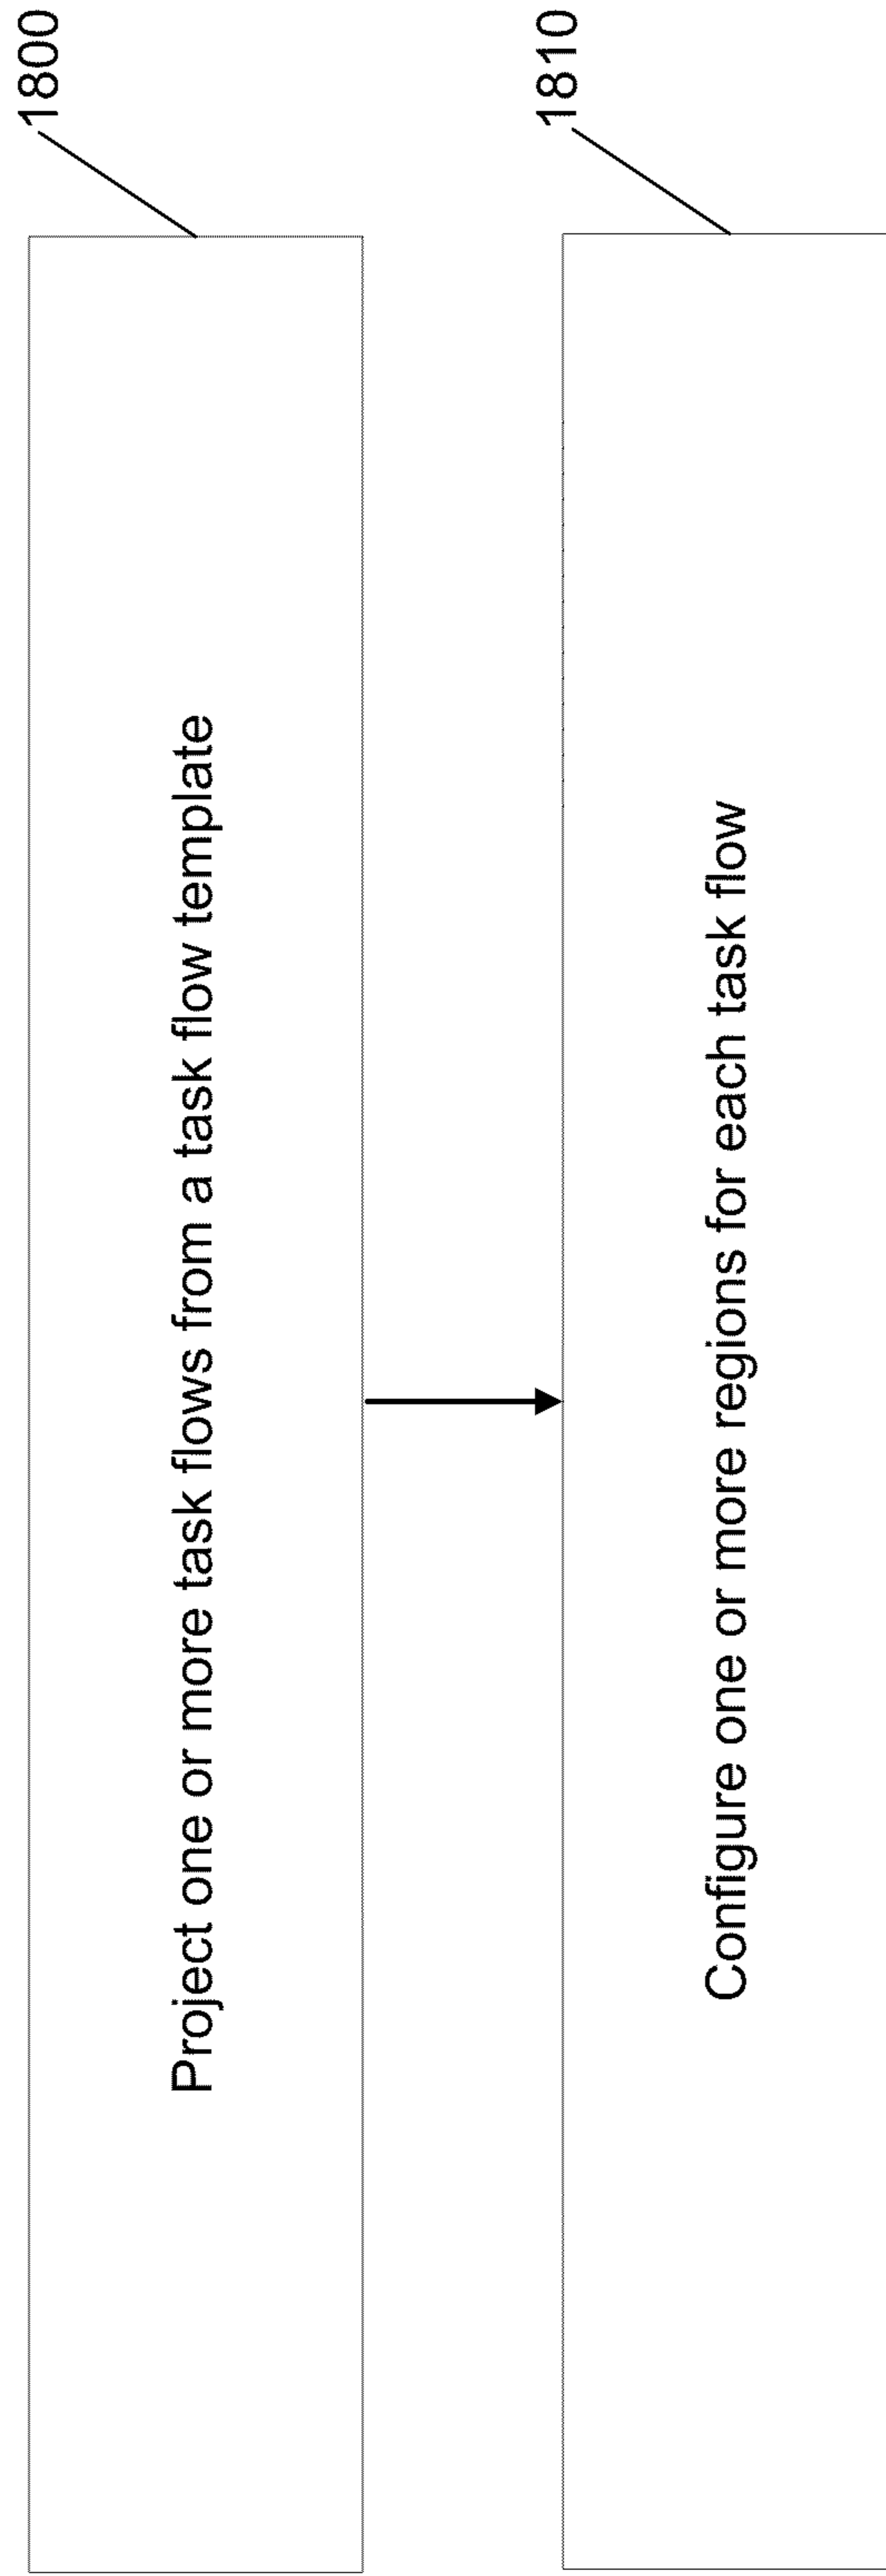 1800
Project one or more task flows from a task flow template
1810
Configure one or more regions for each task flow